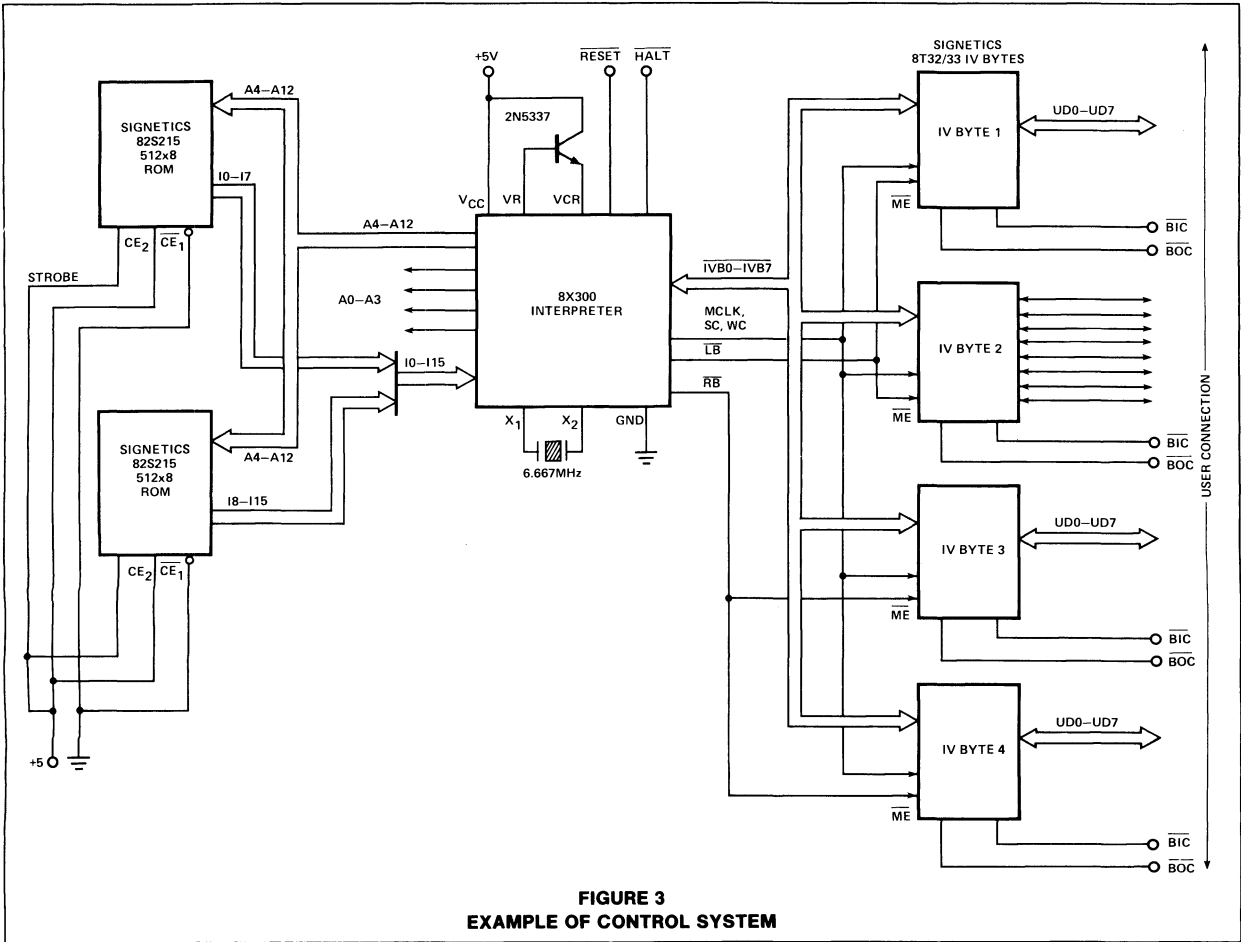 SIGNETICS
82S215
512x8
ROM
A4–A12
I0–I7
CE2
CE1
STROBE
SIGNETICS
82S215
512x8
ROM
A4–A12
I8–I15
CE2
CE1
+5
+5V
RESET
HALT
2N5337
VCC
VR
VCR
A4–A12
A0–A3
I0–I15
8X300
INTERPRETER
X1
X2
GND
6.667MHz
IVB0–IVB7
MCLK,
SC, WC
LB
RB
SIGNETICS
8T32/33 IV BYTES
IV BYTE 1
UD0–UD7
ME
BIC
BOC
IV BYTE 2
ME
BIC
BOC
IV BYTE 3
UD0–UD7
ME
BIC
BOC
IV BYTE 4
UD0–UD7
ME
BIC
BOC
USER CONNECTION
FIGURE 3
EXAMPLE OF CONTROL SYSTEM